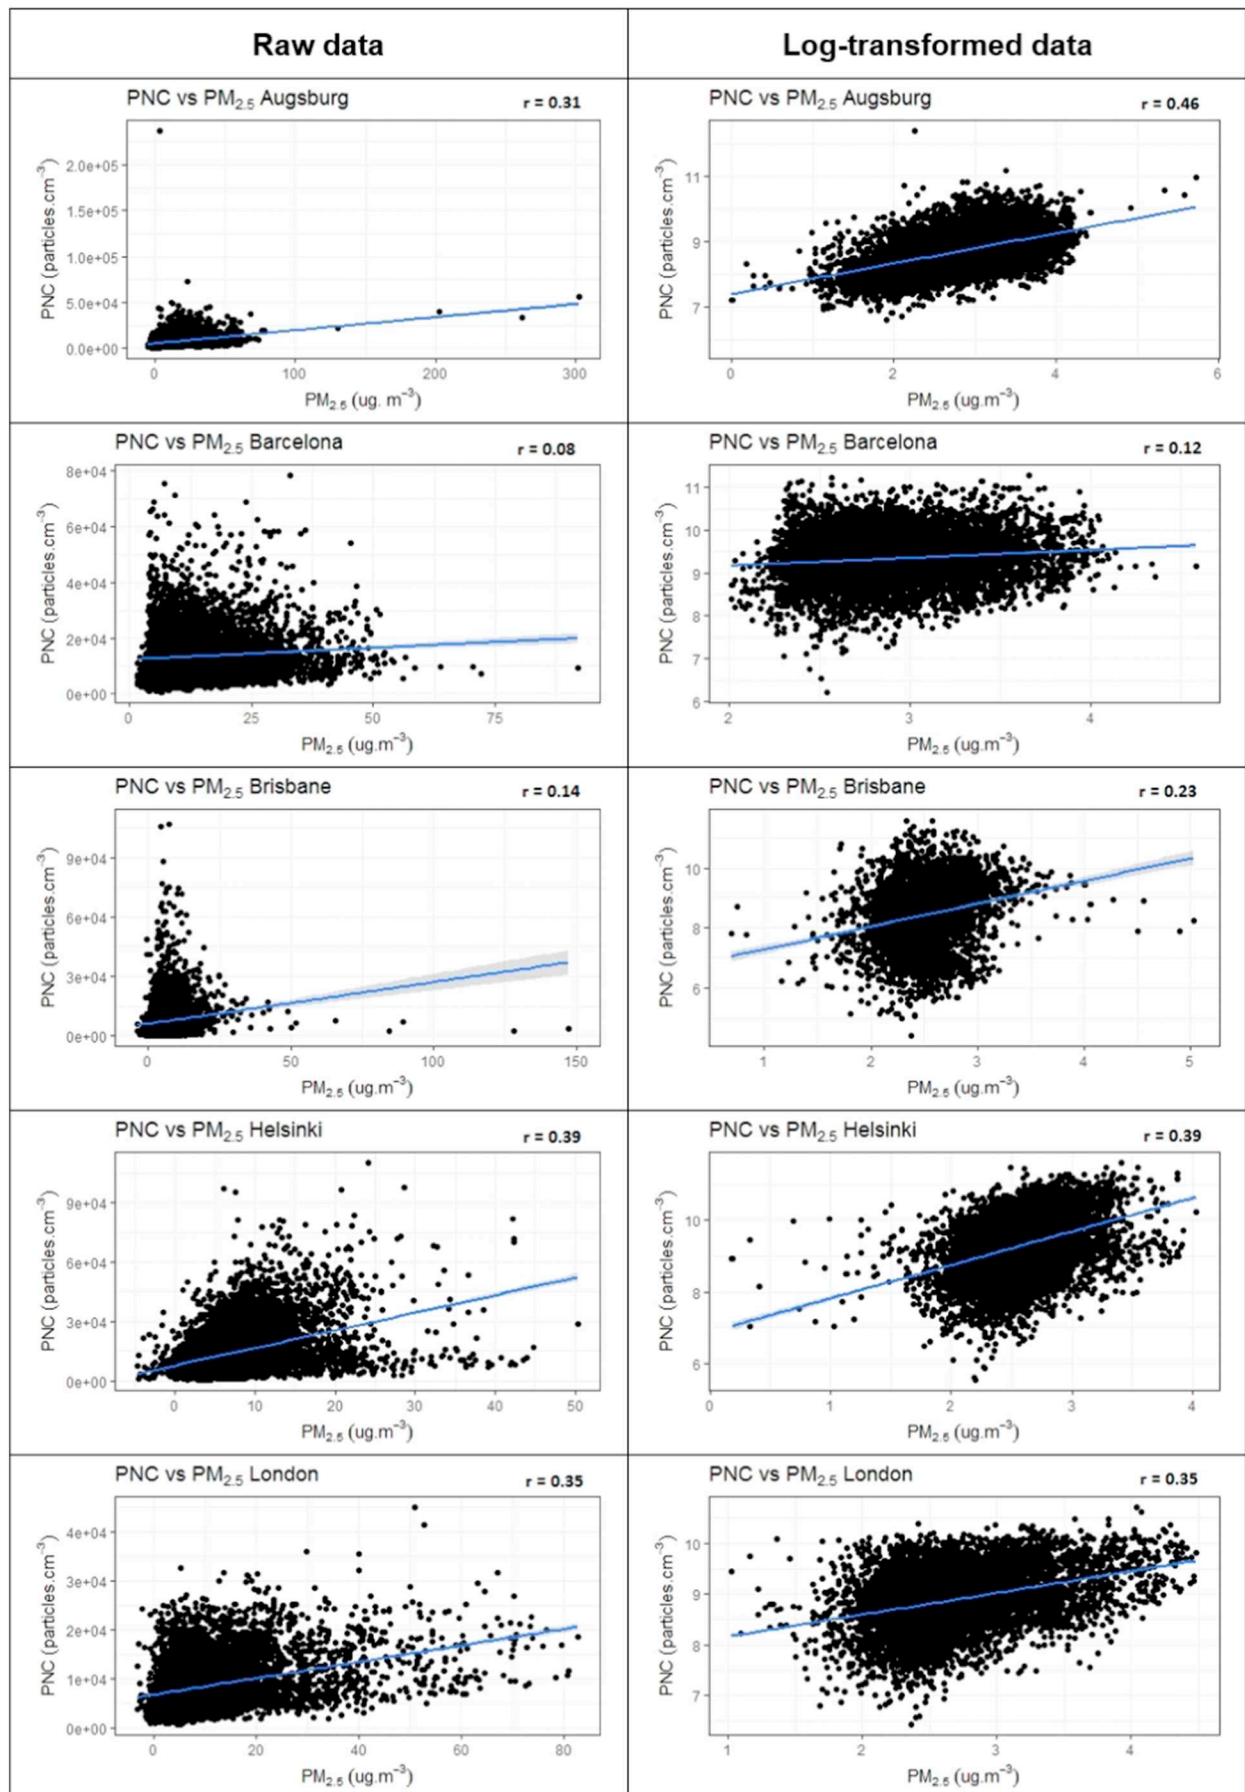 Raw data
Log-transformed data
PNC vs PM2.5 Augsburg
r = 0.31
PNC (particles.cm−3)
2.0e+05
1.5e+05
1.0e+05
5.0e+04
0.0e+00
0 100 200 300
PM2.5 (ug. m−3)
PNC vs PM2.5 Augsburg
r = 0.46
PNC (particles.cm−3)
11
9
7
0 2 4 6
PM2.5 (ug.m−3)
PNC vs PM2.5 Barcelona
r = 0.08
PNC (particles.cm−3)
8e+04
6e+04
4e+04
2e+04
0e+00
0 25 50 75
PM2.5 (ug.m−3)
PNC vs PM2.5 Barcelona
r = 0.12
PNC (particles.cm−3)
11
10
9
8
7
6
2 3 4
PM2.5 (ug.m−3)
PNC vs PM2.5 Brisbane
r = 0.14
PNC (particles.cm−3)
9e+04
6e+04
3e+04
0e+00
0 50 100 150
PM2.5 (ug.m−3)
PNC vs PM2.5 Brisbane
r = 0.23
PNC (particles.cm−3)
10
8
6
1 2 3 4 5
PM2.5 (ug.m−3)
PNC vs PM2.5 Helsinki
r = 0.39
PNC (particles.cm−3)
9e+04
6e+04
3e+04
0e+00
0 10 20 30 40 50
PM2.5 (ug.m−3)
PNC vs PM2.5 Helsinki
r = 0.39
PNC (particles.cm−3)
10
8
6
0 1 2 3 4
PM2.5 (ug.m−3)
PNC vs PM2.5 London
r = 0.35
PNC (particles.cm−3)
4e+04
3e+04
2e+04
1e+04
0e+00
0 20 40 60 80
PM2.5 (ug.m−3)
PNC vs PM2.5 London
r = 0.35
PNC (particles.cm−3)
10
9
8
7
1 2 3 4
PM2.5 (ug.m−3)